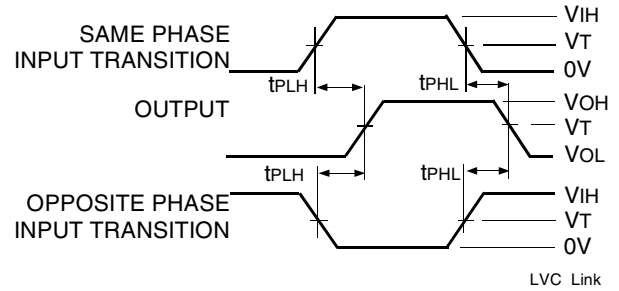 VIH
SAME PHASE
INPUT TRANSITION
VT
0V
tPLH
tPHL
OUTPUT
VOH
VT
VOL
tPLH
tPHL
OPPOSITE PHASE
INPUT TRANSITION
VIH
VT
0V
LVC Link